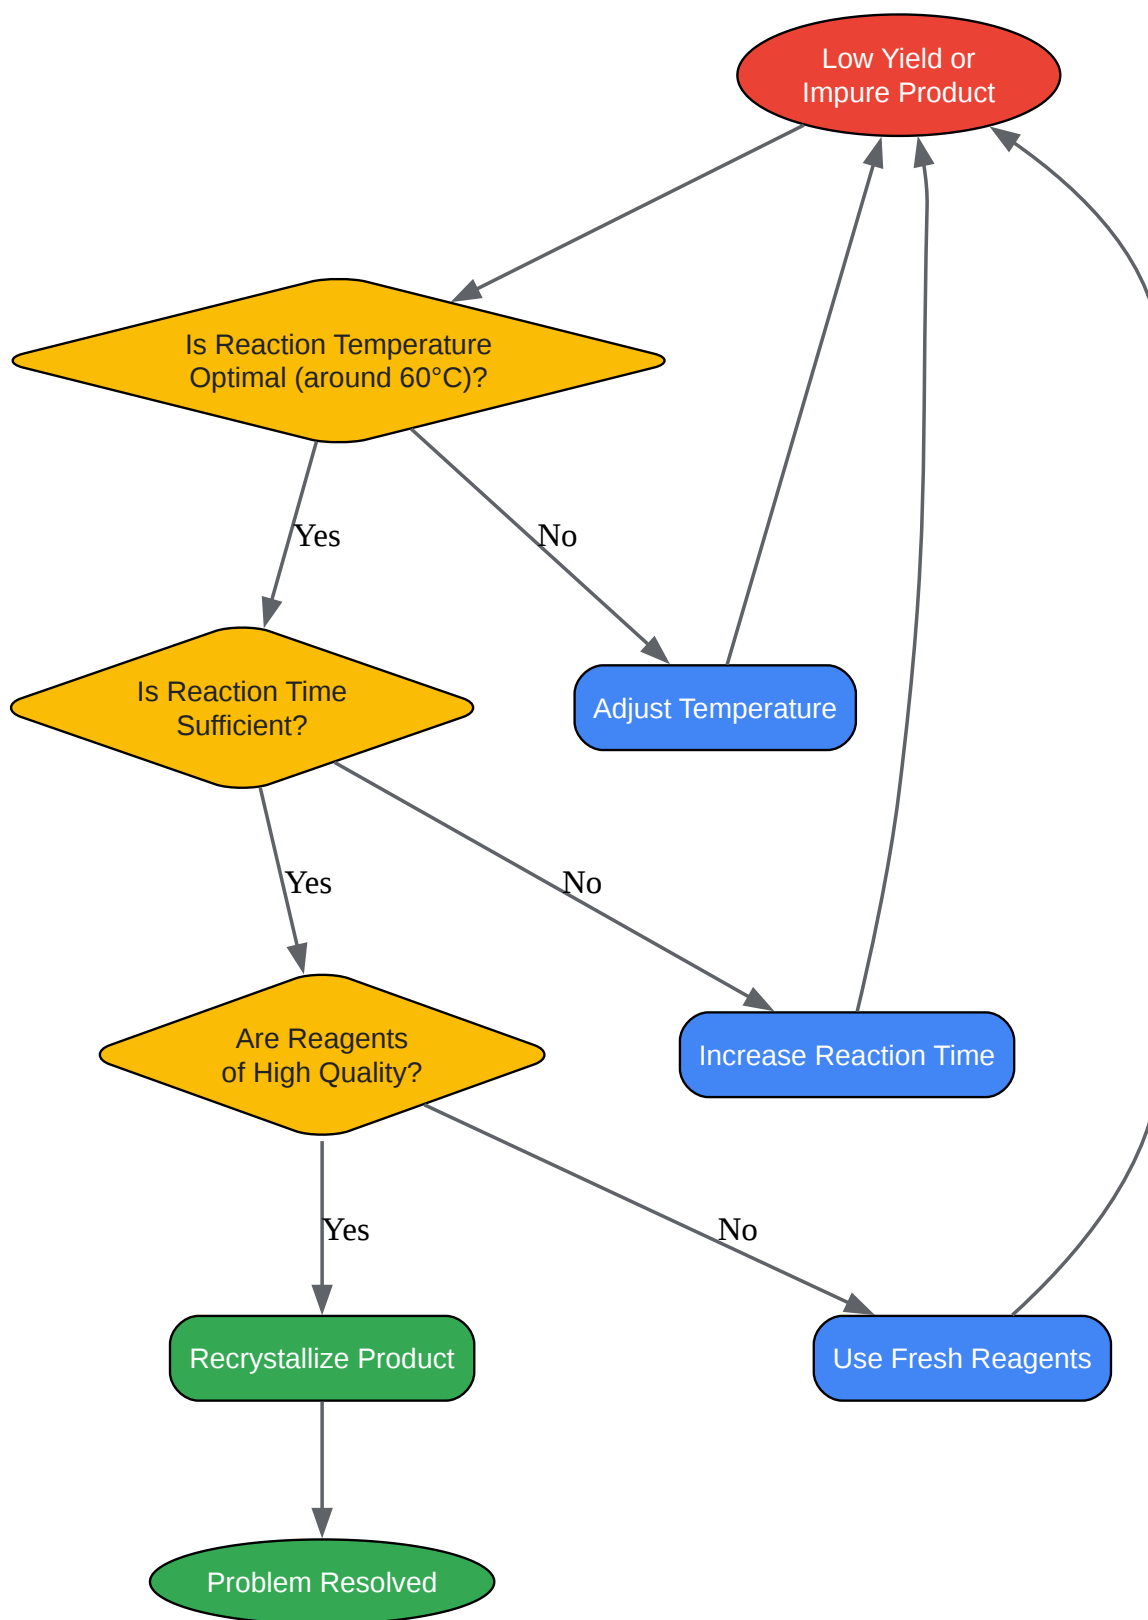 Low Yield or
Impure Product
Is Reaction Temperature
Optimal (around 60°C)?
Yes
No
Is Reaction Time
Sufficient?
Adjust Temperature
Yes
No
Are Reagents
of High Quality?
Increase Reaction Time
Yes
No
Recrystallize Product
Use Fresh Reagents
Problem Resolved